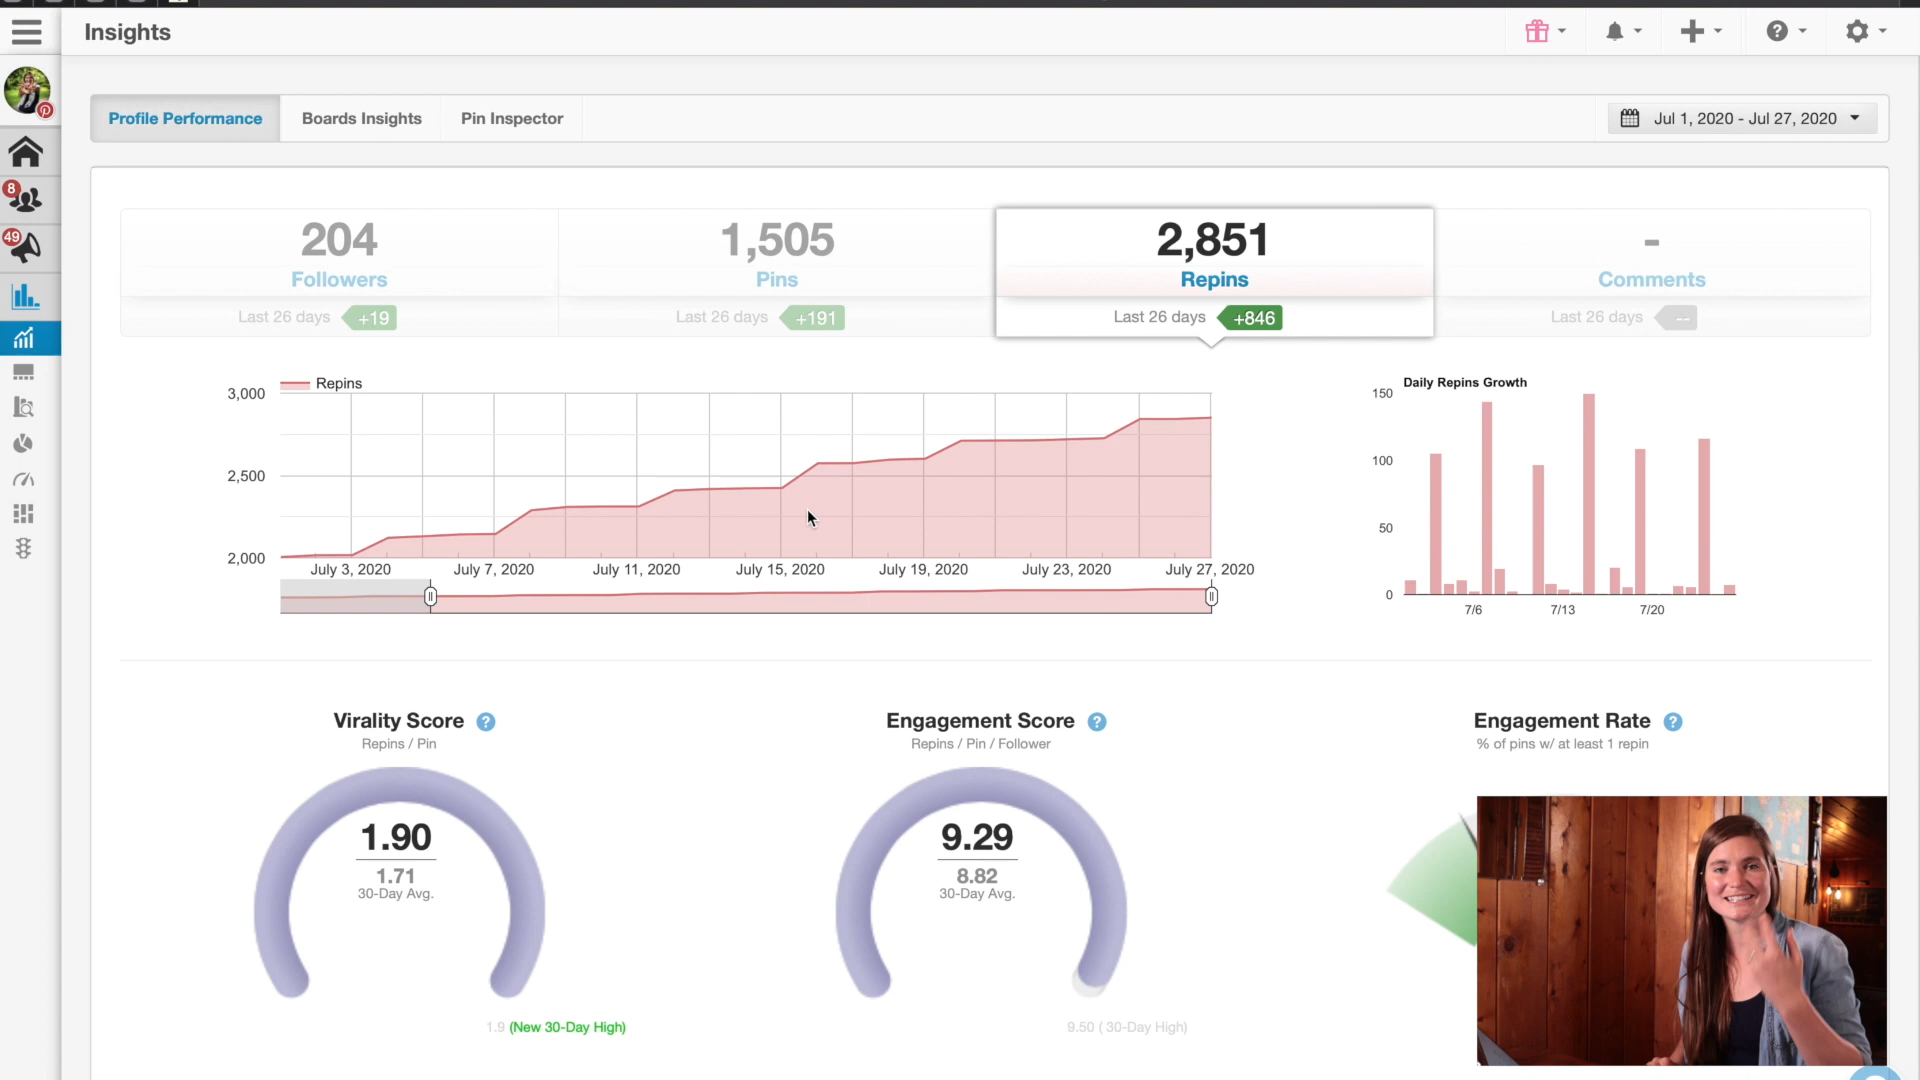 Insights
Profile Performance
Boards Insights
Pin Inspector
Jul 1, 2020 - Jul 27, 2020
8
49
204
Followers
Last 26 days +19
1,505
Pins
Last 26 days +191
2,851
Repins
Last 26 days +846
-
Comments
Last 26 days --
Repins
3,000
2,500
2,000
July 3, 2020
July 7, 2020
July 11, 2020
July 15, 2020
July 19, 2020
July 23, 2020
July 27, 2020
Daily Repins Growth
150
100
50
0
7/6
7/13
7/20
Virality Score ?
Repins / Pin
1.90
1.71
30-Day Avg.
1.9 (New 30-Day High)
Engagement Score ?
Repins / Pin / Follower
9.29
8.82
30-Day Avg.
9.50 ( 30-Day High)
Engagement Rate ?
% of pins w/ at least 1 repin